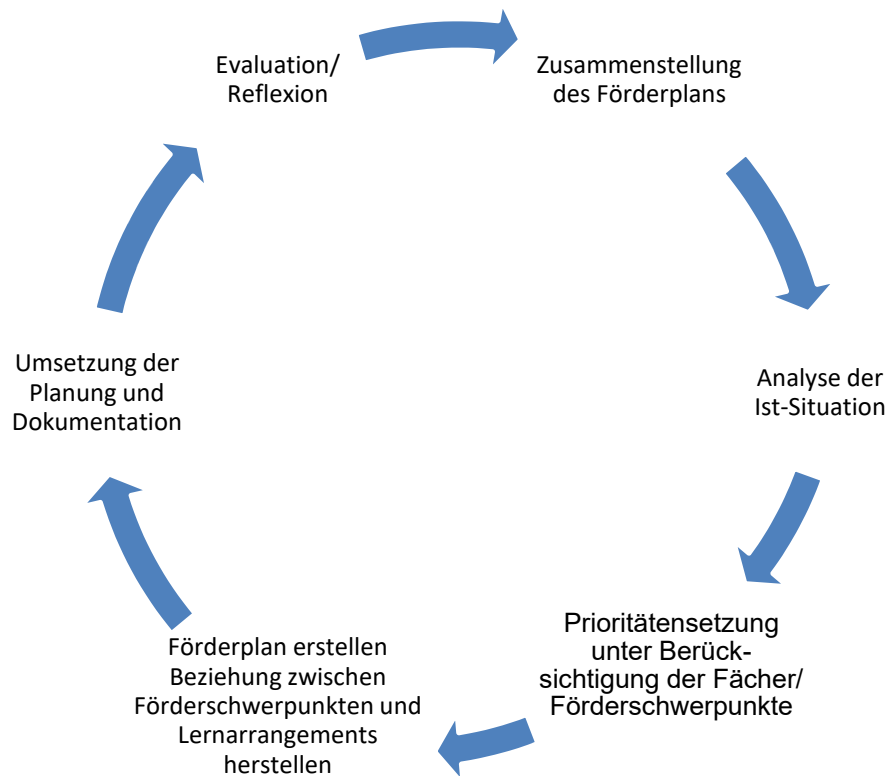 Evaluation/
Reflexion
Zusammenstellung
des Förderplans
Analyse der
Ist-Situation
Prioritätensetzung
unter Berück-
sichtigung der Fächer/
Förderschwerpunkte
Förderplan erstellen
Beziehung zwischen
Förderschwerpunkten und
Lernarrangements
herstellen
Umsetzung der
Planung und
Dokumentation